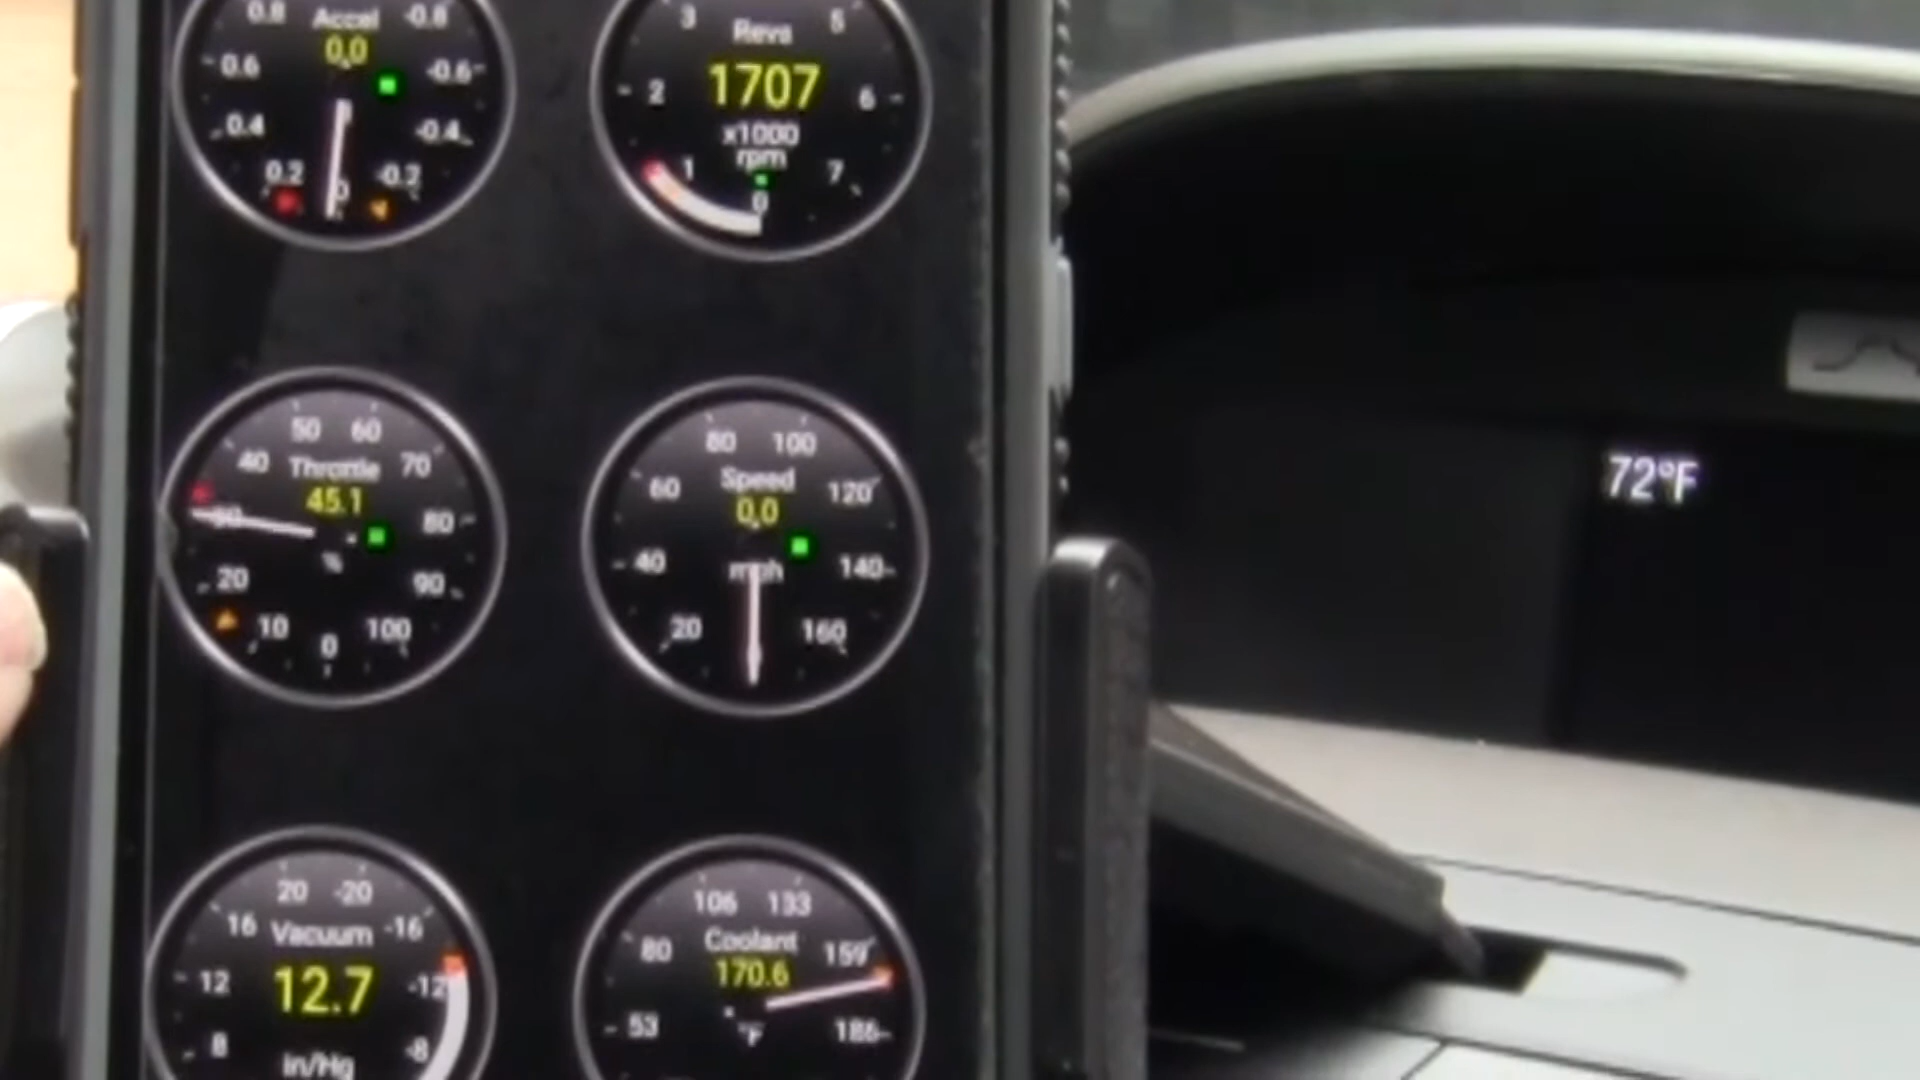 0.8 Accel -0.8
0.0
0.6 -0.6
0.4 -0.4
0.2 -0.2
0
3 Revs 5
1707
2 6
x1000
rpm
1 7
0
50 60
40 Throttle 70
45.1
30 80
%
20 90
10 100
0
80 100
Speed
60 120
0.0
40 mph 140
20 160
72°F
20 -20
16 Vacuum -16
12.7
12 -12
8 -8
In/Hg
106 133
80 Coolant 159
170.6
53 °F 186